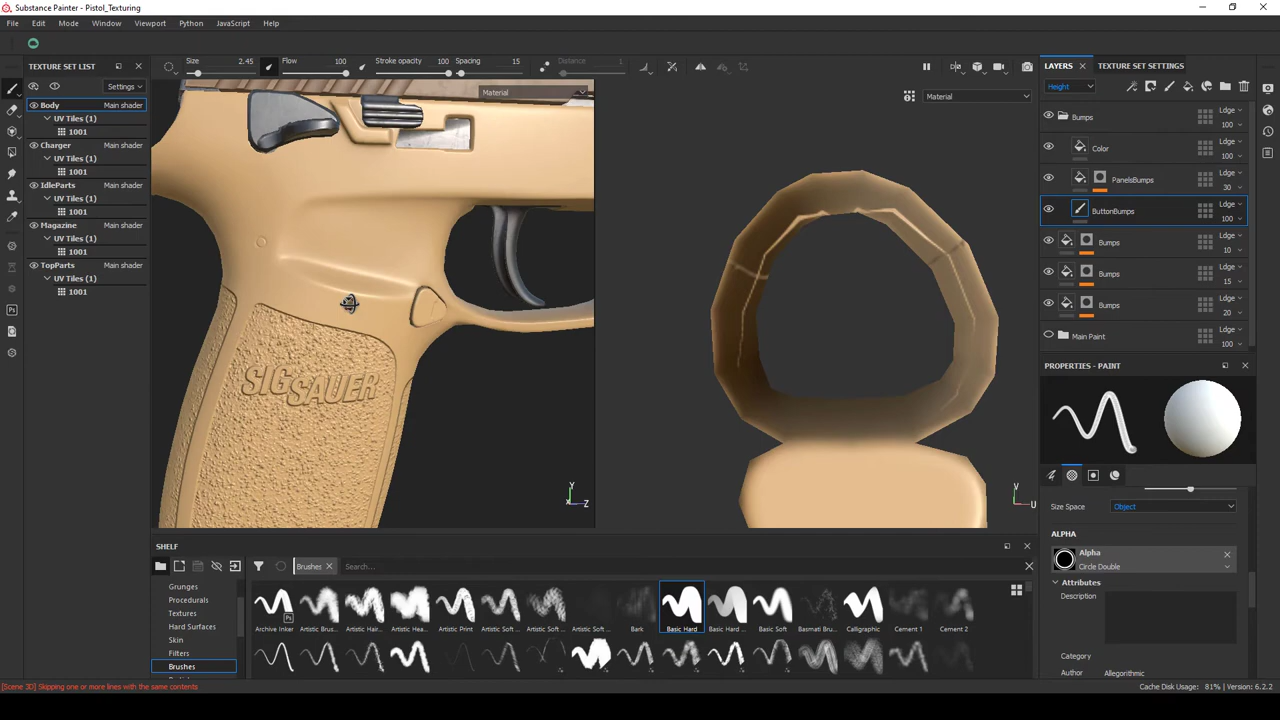 Substance Painter - Pistol_Texturing
File Edit Mode Window Viewport Python JavaScript Help
TEXTURE SET LIST
Size 2.45
Flow 100
Stroke opacity 100
Spacing 15
Distance 1
LAYERS
TEXTURE SET SETTINGS
Settings
Material
Material
Height
Body Main shader
UV Tiles (1)
1001
Charger Main shader
UV Tiles (1)
1001
IdleParts Main shader
UV Tiles (1)
1001
Magazine Main shader
UV Tiles (1)
1001
TopParts Main shader
UV Tiles (1)
1001
Bumps Ldge 100
Color Ldge 100
PanelsBumps Ldge 30
ButtonBumps Ldge 100
Bumps Ldge 10
Bumps Ldge 15
Bumps Ldge 20
Main Paint Ldge 100
SIG SAUER
Y
Z
X
V
U
PROPERTIES - PAINT
Size Space Object
ALPHA
Alpha
Circle Double
Attributes
Description
Category
Author Allegorithmic
SHELF
Brushes
Search...
Grunges
Procedurals
Textures
Hard Surfaces
Skin
Filters
Brushes
Ps
Archive Inker
Artistic Brus...
Artistic Hair...
Artistic Hea...
Artistic Print
Artistic Soft ...
Artistic Soft ...
Artistic Soft ...
Bark
Basic Hard
Basic Hard ...
Basic Soft
Basmati Bru...
Calligraphic
Cement 1
Cement 2
[Scene 3D] Skipping one or more lines with the same contents
Cache Disk Usage: 81% | Version: 6.2.2